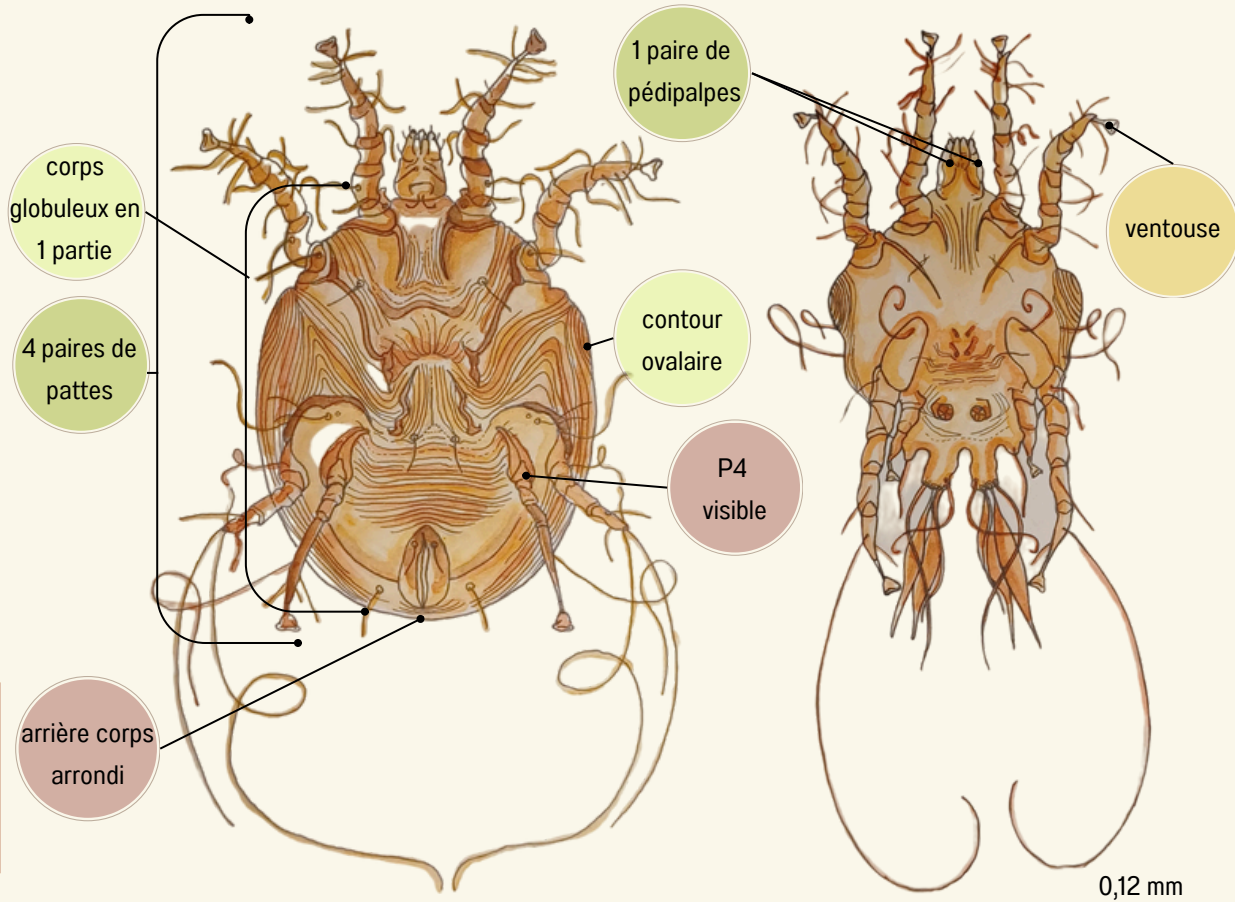 1 paire de
pédipalpes
corps
globuleux en
1 partie
ventouse
4 paires de
pattes
contour
ovalaire
P4
visible
arrière corps
arrondi
0,12 mm